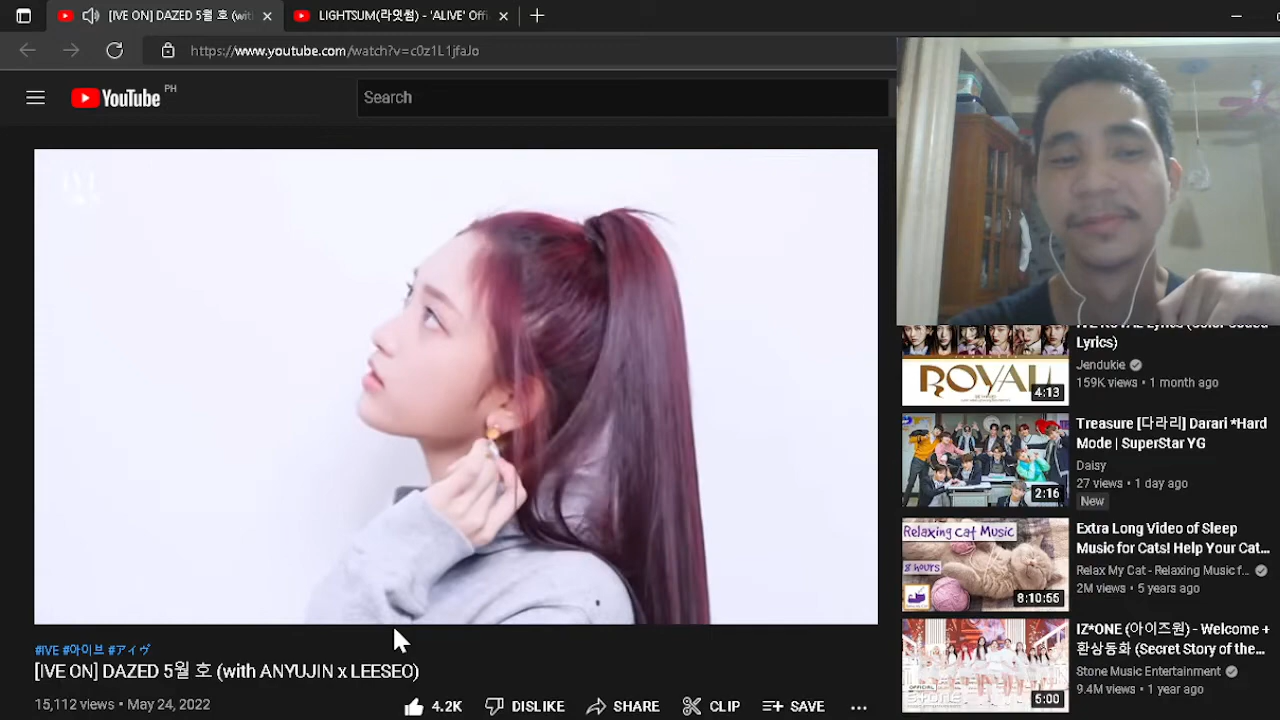 [IVE ON] DAZED 5월 호 (wit
LIGHTSUM(라잇썸) - 'ALIVE' Offi
https://www.youtube.com/watch?v=c0z1L1jfaJo
YouTube PH
Search
Lyrics)
Jendukie
159K views • 1 month ago
ROYAL
4:13
Treasure [다라리] Darari *Hard
Mode | SuperStar YG
Daisy
27 views • 1 day ago
New
2:16
Relaxing Cat Music
8 hours
8:10:55
Extra Long Video of Sleep
Music for Cats! Help Your Cat...
Relax My Cat - Relaxing Music f...
2M views • 5 years ago
IZ*ONE (아이즈원) - Welcome +
환상동화 (Secret Story of the...
Stone Music Entertainment
9.4M views • 1 year ago
5:00
#IVE #아이브 #アイヴ
[IVE ON] DAZED 5월 호 (with ANYUJIN x LEESEO)
15,112 views • May 24, 2022
4.2K DISLIKE SHARE CLIP SAVE ...